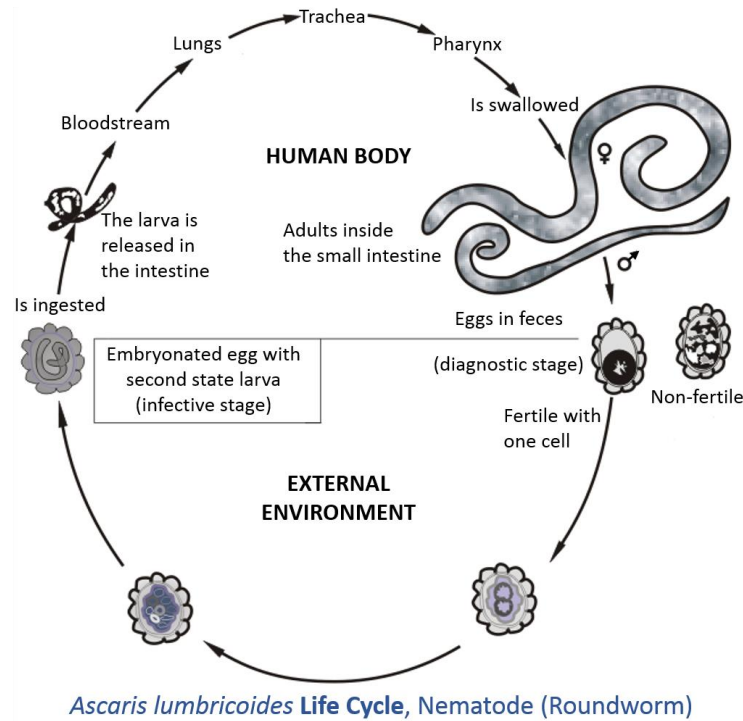 Trachea
Lungs
Pharynx
Is swallowed
Bloodstream
HUMAN BODY
♀
The larva is
released in
the intestine
Adults inside
the small intestine
♂
Is ingested
Eggs in feces
Embryonated egg with
second state larva
(infective stage)
(diagnostic stage)
Non-fertile
Fertile with
one cell
EXTERNAL
ENVIRONMENT
Ascaris lumbricoides Life Cycle, Nematode (Roundworm)